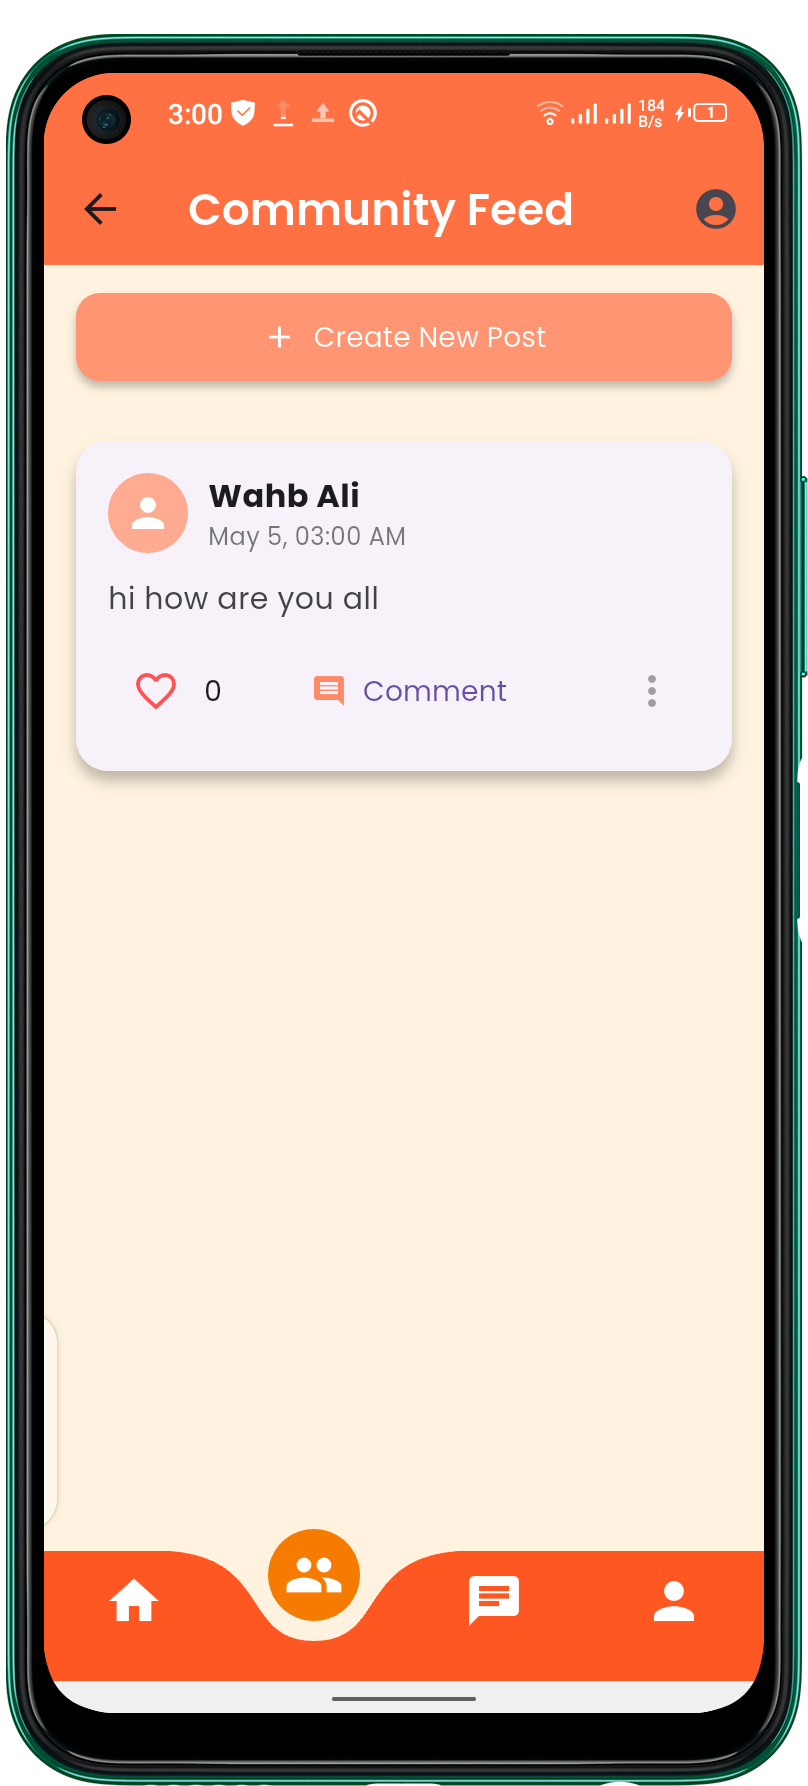 3:00 184 B/s 1
Community Feed
+ Create New Post
Wahb Ali
May 5, 03:00 AM
hi how are you all
0 Comment